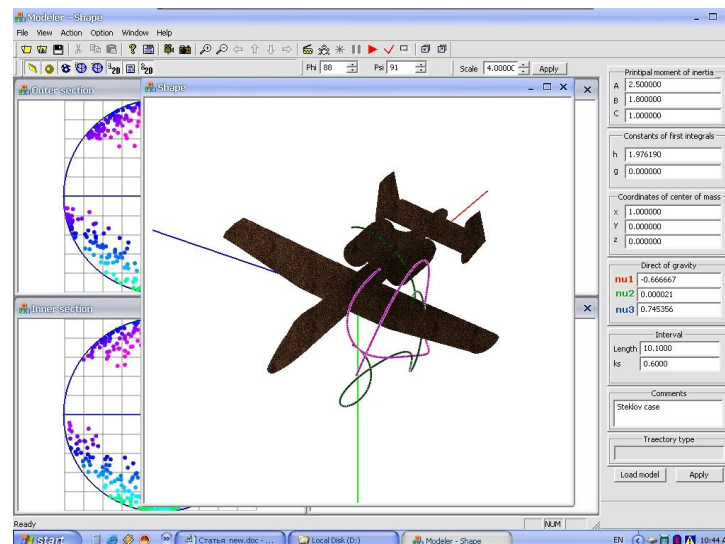 Modeler - Shape
File View Action Option Window Help
Phi 88 Psi 91 Scale 4.0000C Apply
Outer section
Shape
Inner section
Printipal moment of inertia
A 2.500000
B 1.800000
C 1.000000
Constants of first integrals
h 1.976190
g 0.000000
Coordinates of center of mass
x 1.000000
y 0.000000
z 0.000000
Direct of gravity
nu1 -0.666667
nu2 0.000021
nu3 0.745356
Interval
Length 10.1000
ks 0.6000
Comments
Steklov case
Traectory type
Load model Apply
Ready NUM
start Статья new.doc - ... Local Disk (D:) Modeler - Shape EN 10:44